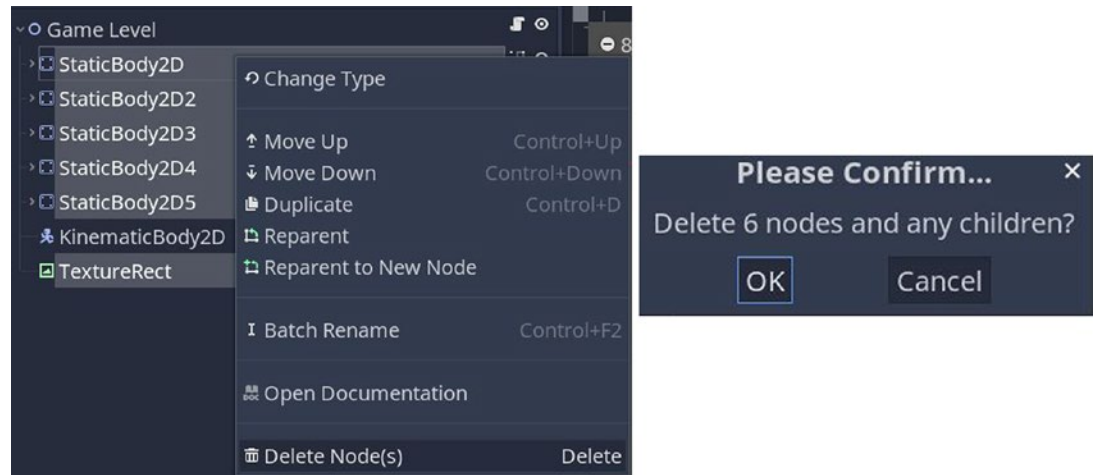 Game Level
8
StaticBody2D
StaticBody2D2
StaticBody2D3
StaticBody2D4
StaticBody2D5
KinematicBody2D
TextureRect
Change Type
Move Up Control+Up
Move Down Control+Down
Duplicate Control+D
Reparent
Reparent to New Node
Batch Rename Control+F2
Open Documentation
Delete Node(s) Delete
Please Confirm...
Delete 6 nodes and any children?
OK Cancel